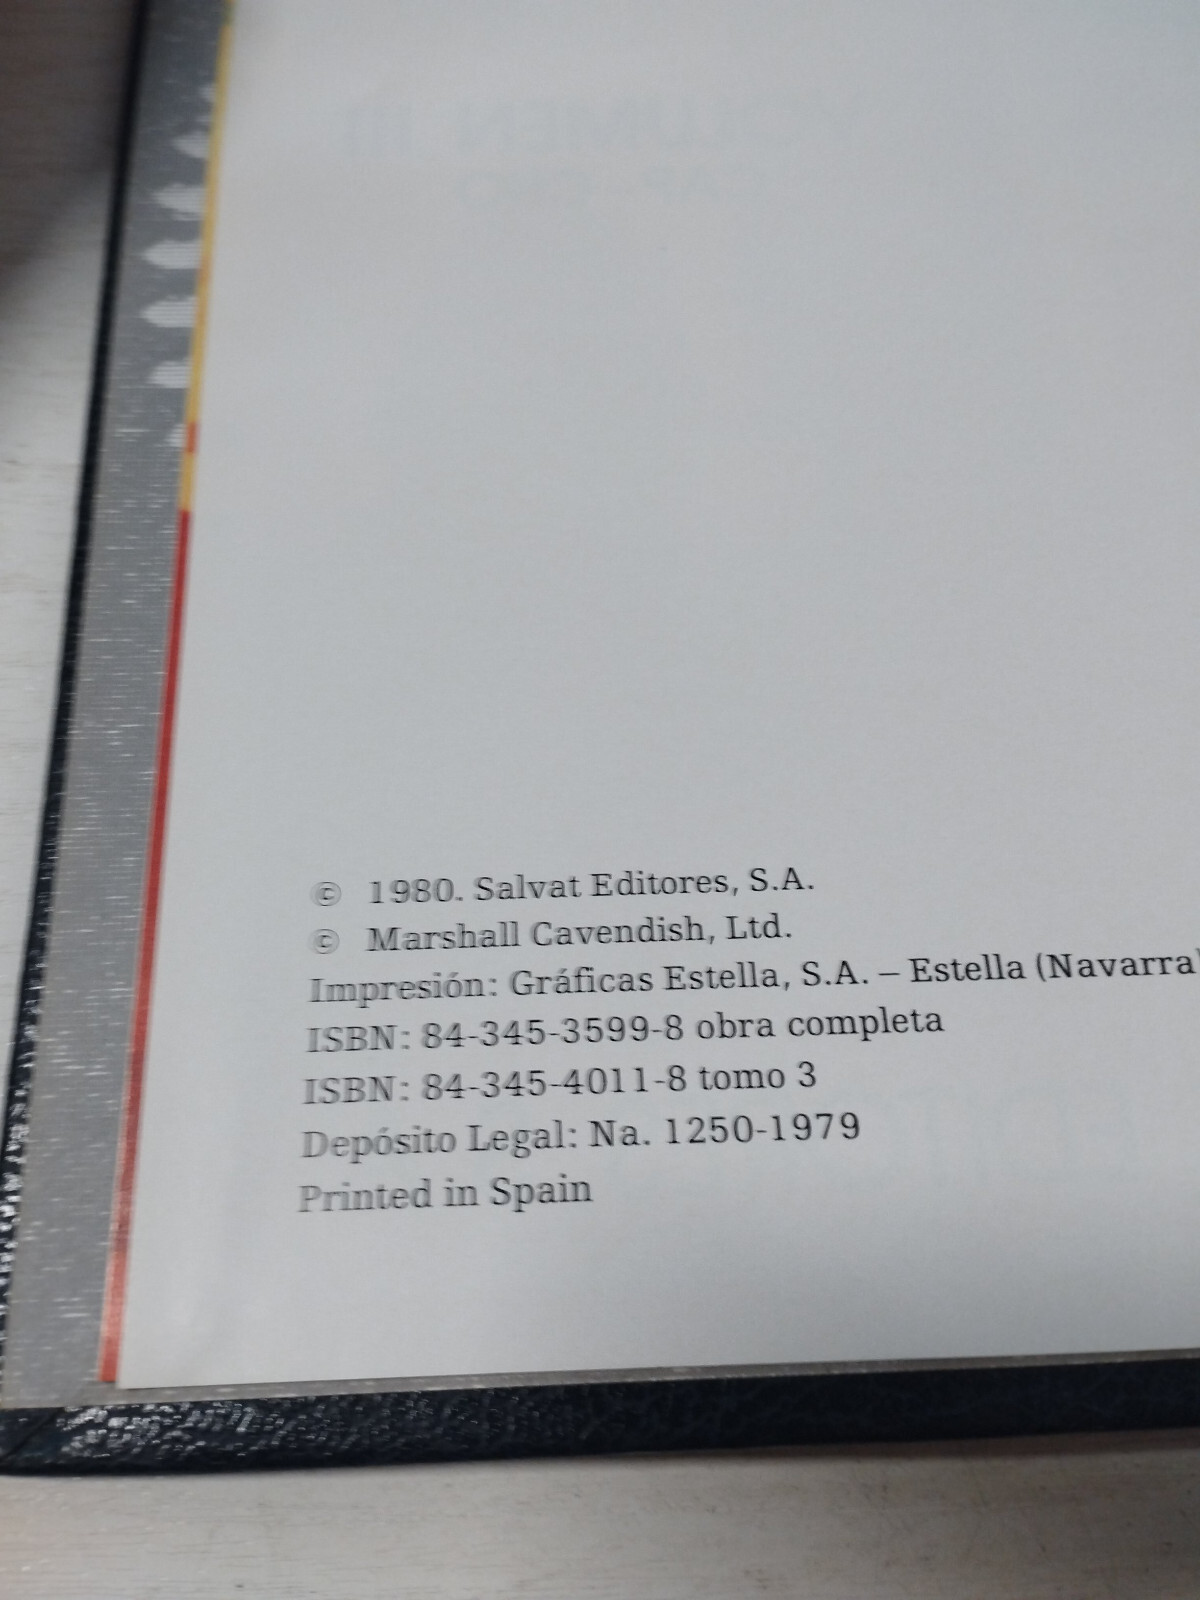 © 1980. Salvat Editores, S.A.
© Marshall Cavendish, Ltd.
Impresión: Gráficas Estella, S.A. – Estella (Navarra)
ISBN: 84-345-3599-8 obra completa
ISBN: 84-345-4011-8 tomo 3
Depósito Legal: Na. 1250-1979
Printed in Spain